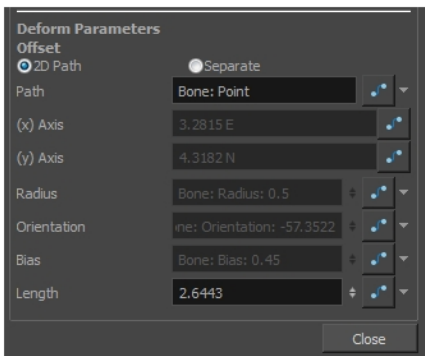 Deform Parameters
Offset
2D Path Separate
Path Bone: Point
(x) Axis 3.2815 E
(y) Axis 4.3182 N
Radius Bone: Radius: 0.5
Orientation ne: Orientation: -57.3522
Bias Bone: Bias: 0.45
Length 2.6443
Close